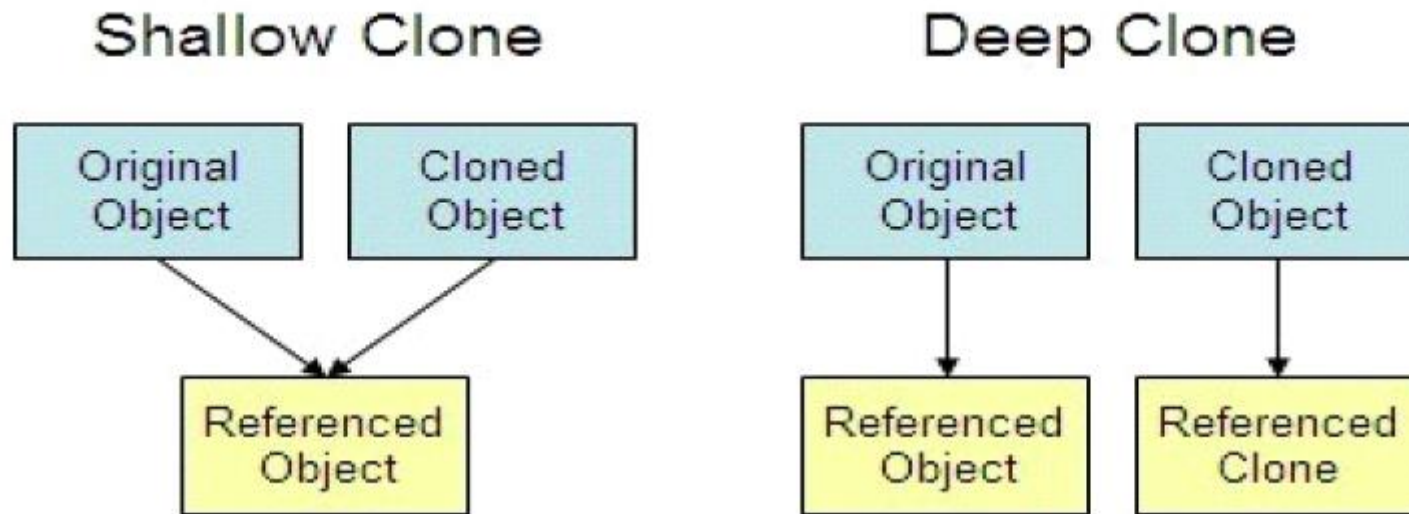 Shallow Clone
Original
Object
Cloned
Object
Referenced
Object
Deep Clone
Original
Object
Cloned
Object
Referenced
Object
Referenced
Clone